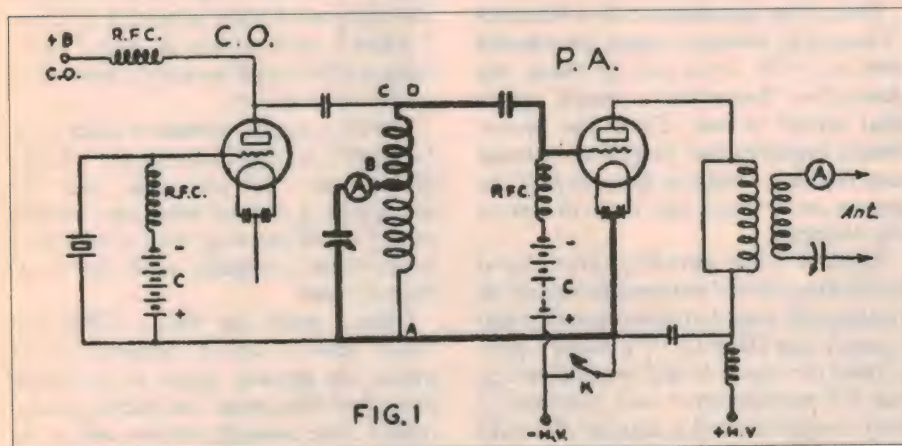 +B
C.O.
R.F.C.
C.O.
P.A.
C D
B
A
R.F.C.
R.F.C.
A
Ant.
-
C
+
-
C
+
A
K
FIG.1
-H.V.
+H.V